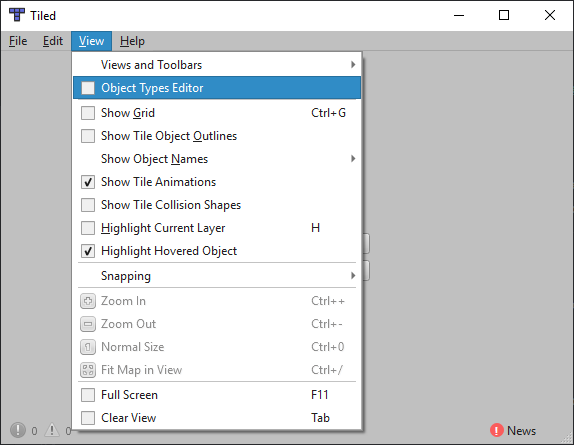 Tiled
File Edit View Help
Views and Toolbars
Object Types Editor
Show Grid Ctrl+G
Show Tile Object Outlines
Show Object Names
Show Tile Animations
Show Tile Collision Shapes
Highlight Current Layer H
Highlight Hovered Object
Snapping
Zoom In Ctrl++
Zoom Out Ctrl+-
Normal Size Ctrl+0
Fit Map in View Ctrl+/
Full Screen F11
Clear View Tab
0 0 News